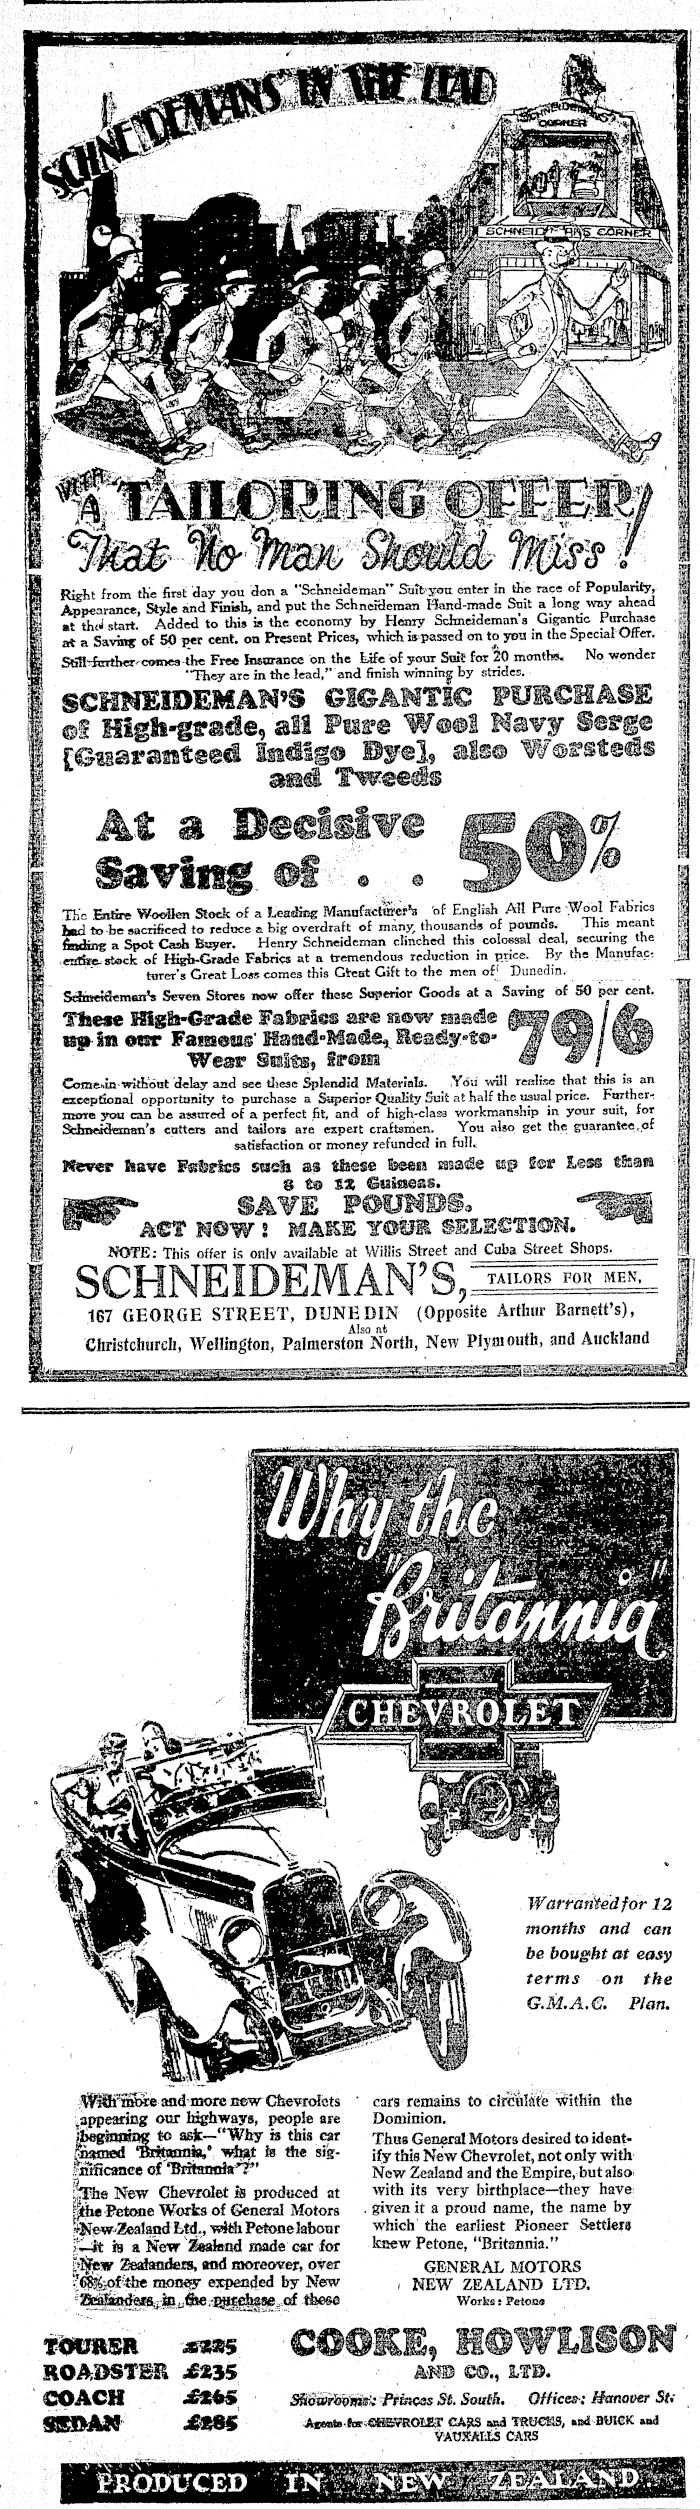 SCHNEIDEMANS' IN THE LEAD
SCHNEIDEMANS
CORNER
SCHNEIDEMANS CORNER
WITH A TAILORING OFFER
That No Man Should Miss!
Right from the first day you don a "Schneideman" Suit you enter in the race of Popularity,
Appearance, Style and Finish, and put the Schneideman Hand-made Suit a long way ahead
at the start. Added to this is the economy by Henry Schneideman's Gigantic Purchase
at a Saving of 50 per cent. on Present Prices, which is passed on to you in the Special Offer.
Still further comes the Free Insurance on the Life of your Suit for 20 months. No wonder
"They are in the lead," and finish winning by strides.
SCHNEIDEMAN'S GIGANTIC PURCHASE
of High-grade, all Pure Wool Navy Serge
[Guaranteed Indigo Dye], also Worsteds
and Tweeds
At a Decisive
Saving of . . 50%
The Entire Woollen Stock of a Leading Manufacturer's of English All Pure Wool Fabrics
had to be sacrificed to reduce a big overdraft of many thousands of pounds. This meant
finding a Spot Cash Buyer. Henry Schneideman clinched this colossal deal, securing the
entire stock of High-Grade Fabrics at a tremendous reduction in price. By the Manufac-
turer's Great Loss comes this Great Gift to the men of Dunedin.
Schneideman's Seven Stores now offer these Superior Goods at a Saving of 50 per cent.
These High-Grade Fabrics are now made
up in our Famous Hand-Made, Ready-to-
Wear Suits, from 79/6
Come in without delay and see these Splendid Materials. You will realise that this is an
exceptional opportunity to purchase a Superior Quality Suit at half the usual price. Further-
more you can be assured of a perfect fit, and of high-class workmanship in your suit, for
Schneideman's cutters and tailors are expert craftsmen. You also get the guarantee of
satisfaction or money refunded in full.
Never have Fabrics such as these been made up for Less than
8 to 12 Guineas.
SAVE POUNDS.
ACT NOW! MAKE YOUR SELECTION.
NOTE: This offer is only available at Willis Street and Cuba Street Shops.
SCHNEIDEMAN'S, TAILORS FOR MEN,
167 GEORGE STREET, DUNEDIN (Opposite Arthur Barnett's),
Also at
Christchurch, Wellington, Palmerston North, New Plymouth, and Auckland
Why the
"Britannia"
CHEVROLET
Warranted for 12
months and can
be bought at easy
terms on the
G.M.A.C. Plan.
With more and more new Chevrolets
appearing our highways, people are
beginning to ask—"Why is this car
named 'Britannia,' what is the sig-
nificance of 'Britannia'?"
The New Chevrolet is produced at
the Petone Works of General Motors
New Zealand Ltd., with Petone labour
—it is a New Zealand made car for
New Zealanders, and moreover, over
68% of the money expended by New
Zealanders in the purchase of these
cars remains to circulate within the
Dominion.
Thus General Motors desired to ident-
ify this New Chevrolet, not only with
New Zealand and the Empire, but also
with its very birthplace—they have
given it a proud name, the name by
which the earliest Pioneer Settlers
knew Petone, "Britannia."
GENERAL MOTORS
NEW ZEALAND LTD.
Works: Petone
TOURER £225
ROADSTER £235
COACH £265
SEDAN £285
COOKE, HOWLISON
AND CO., LTD.
Showrooms: Princes St. South. Offices: Hanover St.
Agents for CHEVROLET CARS and TRUCKS, and BUICK and
VAUXALLS CARS
PRODUCED IN NEW ZEALAND